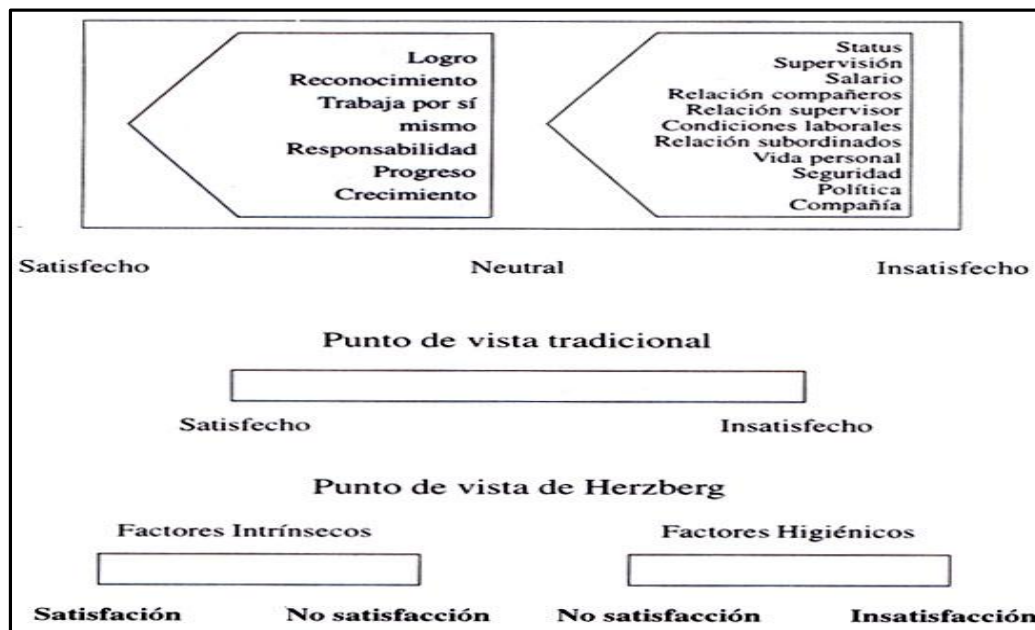 Logro
Reconocimiento
Trabaja por sí
mismo
Responsabilidad
Progreso
Crecimiento
Status
Supervisión
Salario
Relación compañeros
Relación supervisor
Condiciones laborales
Relación subordinados
Vida personal
Seguridad
Política
Compañía
Satisfecho Neutral Insatisfecho
Punto de vista tradicional
Satisfecho Insatisfecho
Punto de vista de Herzberg
Factores Intrínsecos Factores Higiénicos
Satisfación No satisfacción No satisfacción Insatisfacción